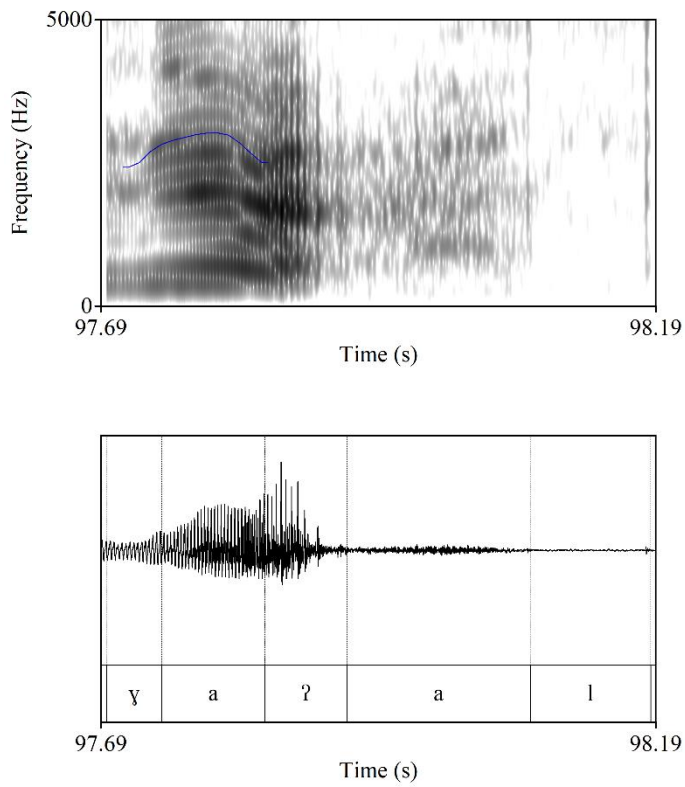 5000
Frequency (Hz)
0
97.69 98.19
Time (s)
ɣ a ʔ a l
97.69 98.19
Time (s)